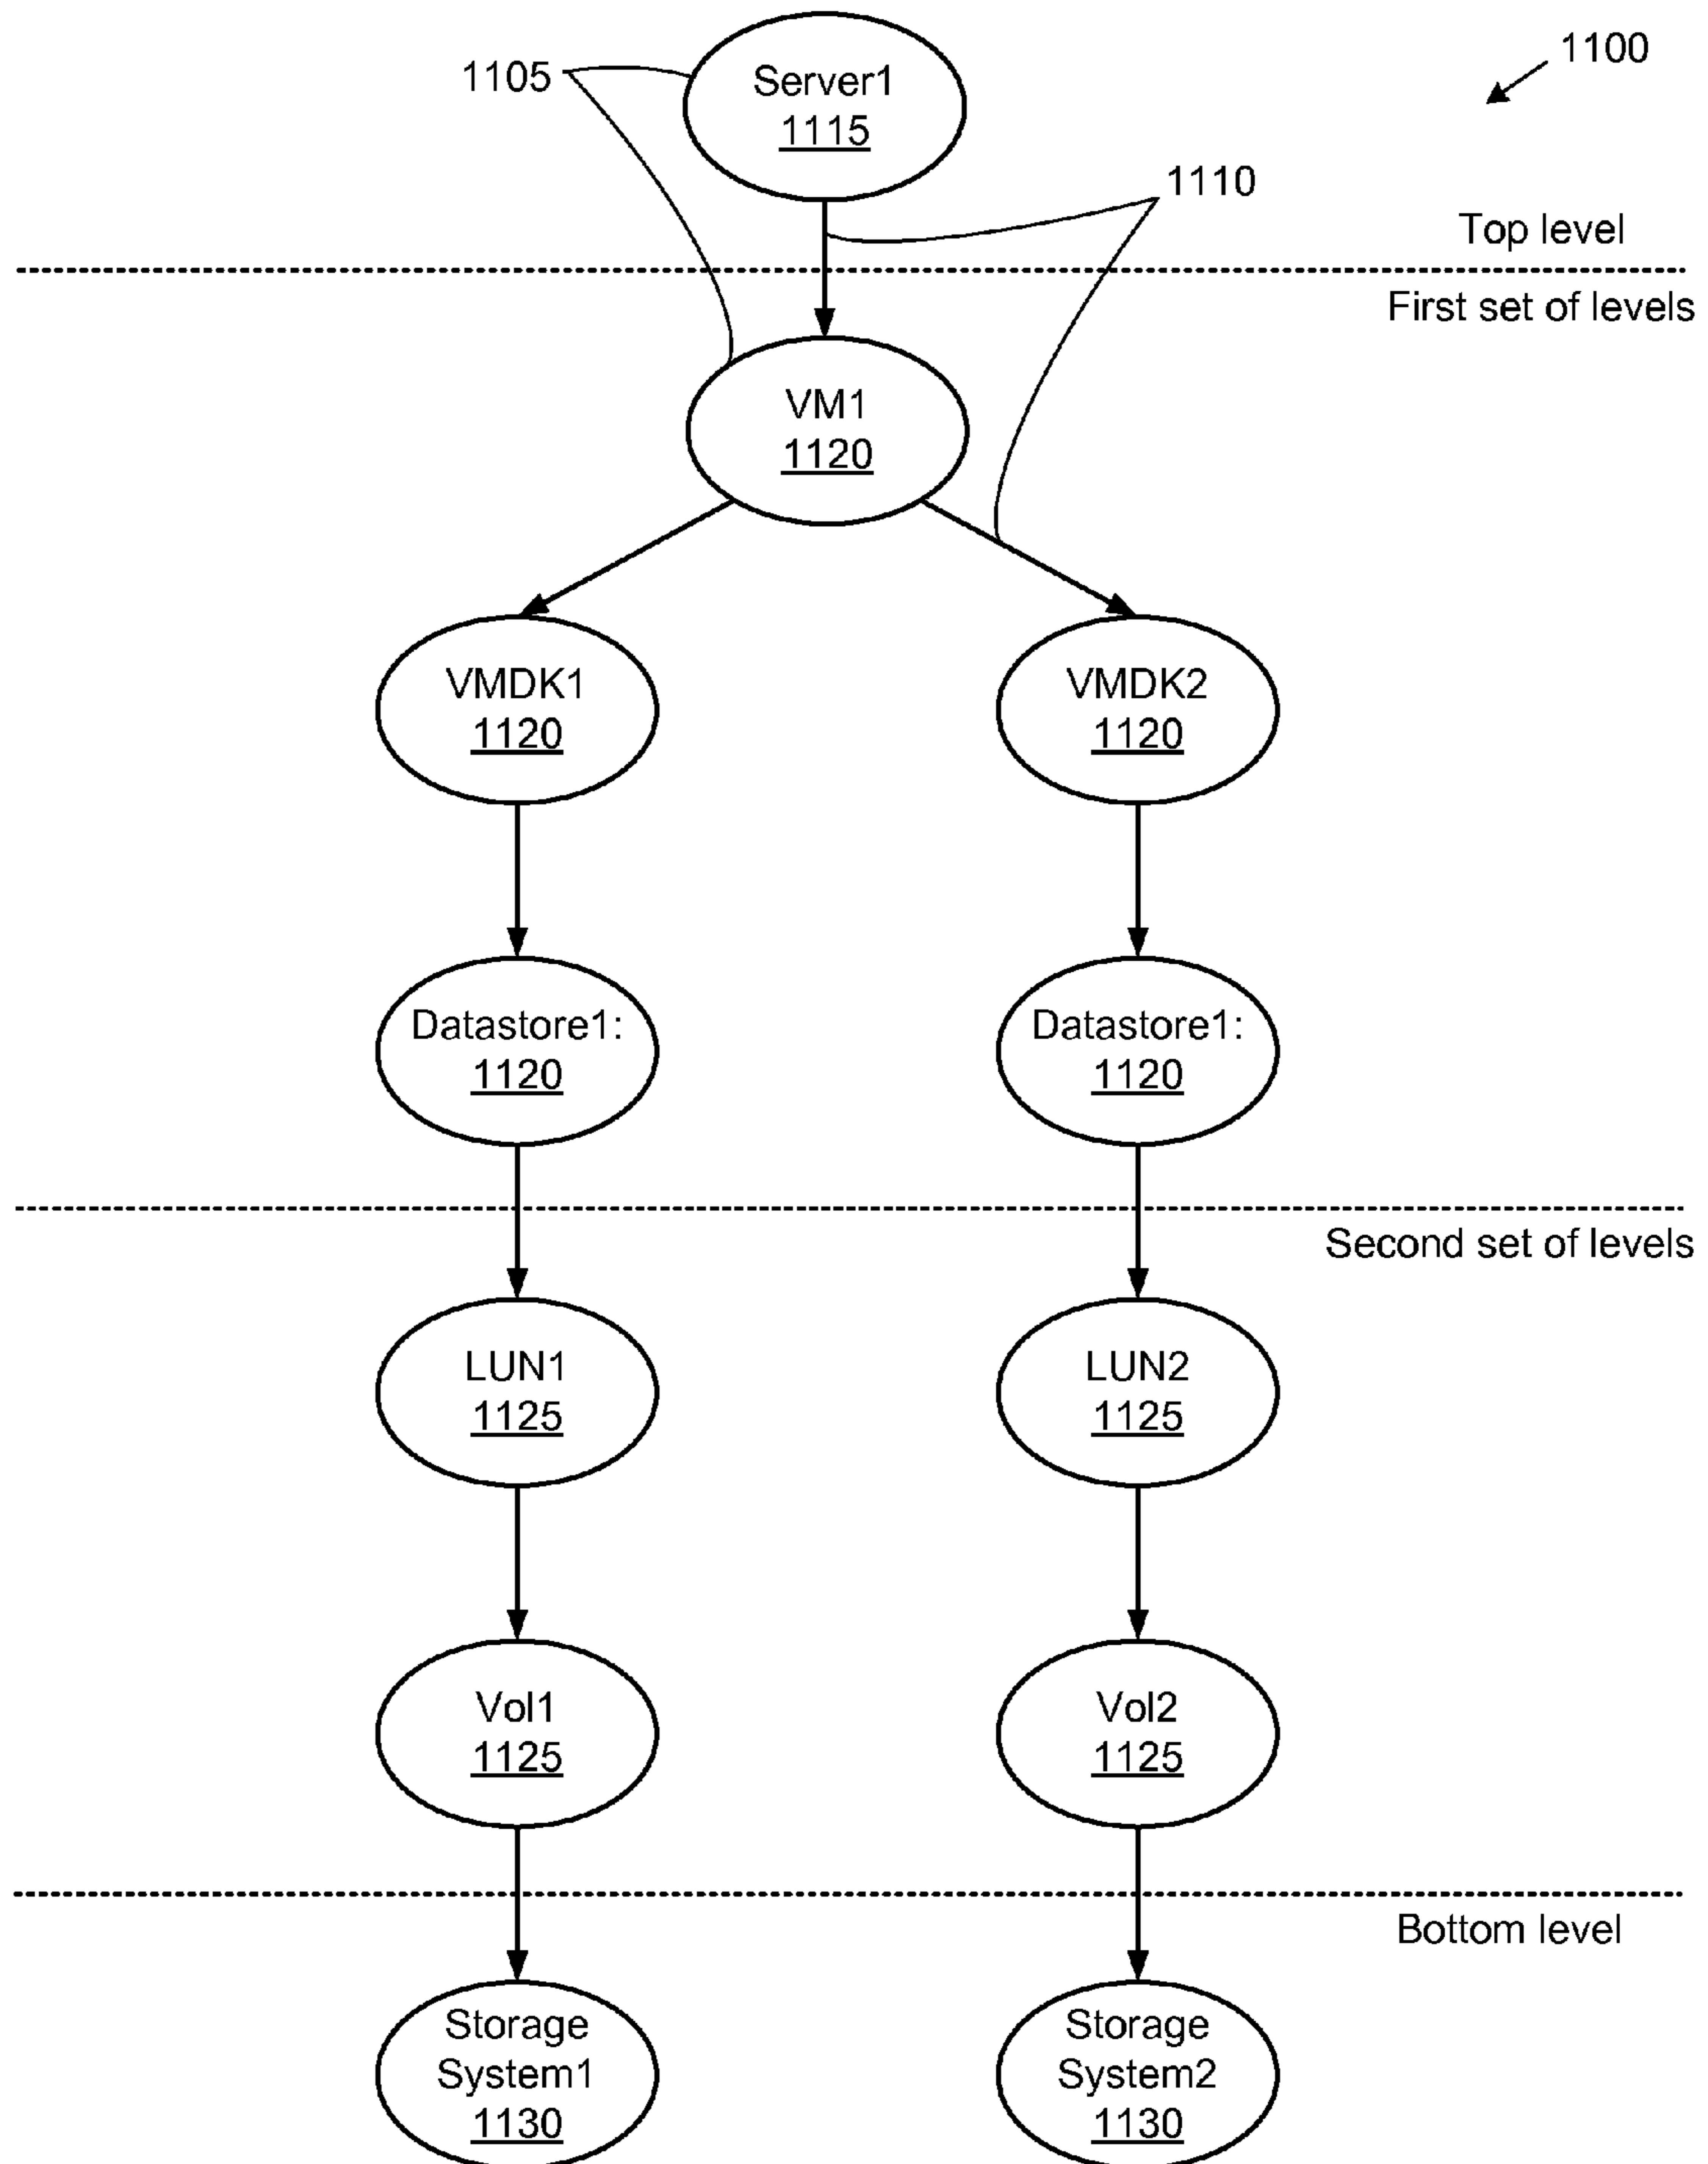 1100
1105
Server1
1115
1110
Top level
First set of levels
VM1
1120
VMDK1
1120
VMDK2
1120
Datastore1:
1120
Datastore1:
1120
Second set of levels
LUN1
1125
LUN2
1125
Vol1
1125
Vol2
1125
Bottom level
Storage
System1
1130
Storage
System2
1130